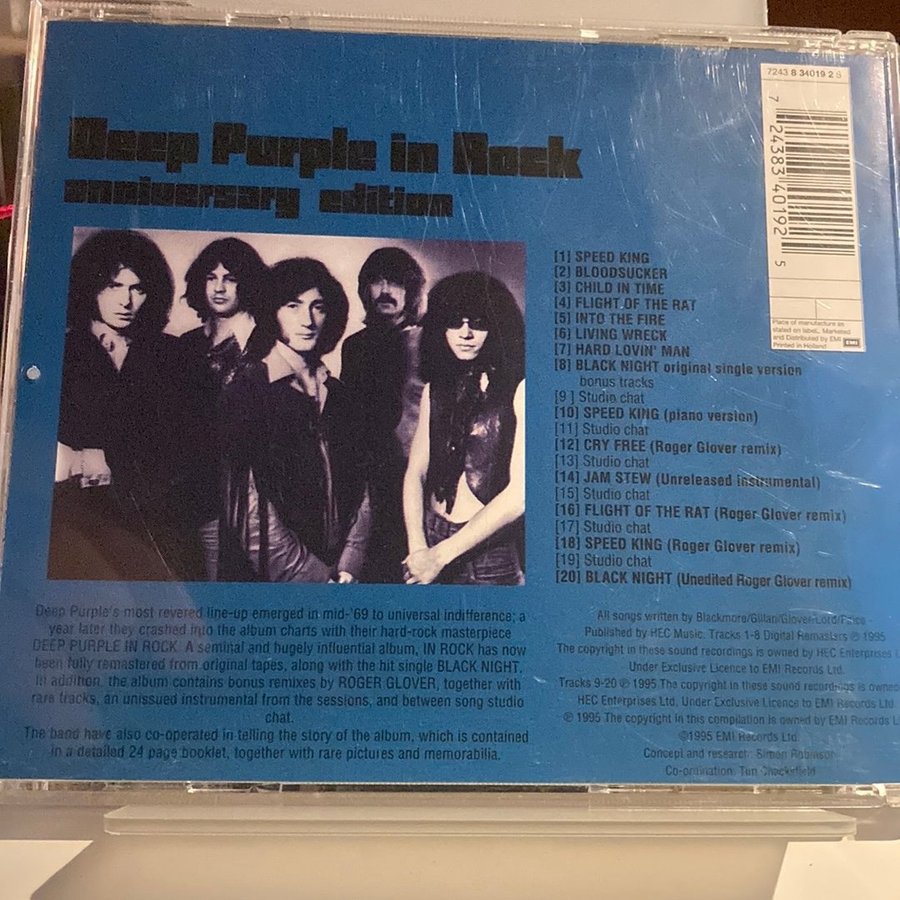 7243 8 34019 2 5
7 24383 40192 5
Place of manufacture as
stated on label. Marketed
and Distributed by EMI
Printed in Holland
EMI
Deep Purple in Rock
anniversary edition
[1] SPEED KING
[2] BLOODSUCKER
[3] CHILD IN TIME
[4] FLIGHT OF THE RAT
[5] INTO THE FIRE
[6] LIVING WRECK
[7] HARD LOVIN' MAN
[8] BLACK NIGHT original single version
bonus tracks
[9 ] Studio chat
[10] SPEED KING (piano version)
[11] Studio chat
[12] CRY FREE (Roger Glover remix)
[13] Studio chat
[14] JAM STEW (Unreleased instrumental)
[15] Studio chat
[16] FLIGHT OF THE RAT (Roger Glover remix)
[17] Studio chat
[18] SPEED KING (Roger Glover remix)
[19] Studio chat
[20] BLACK NIGHT (Unedited Roger Glover remix)
Deep Purple's most revered line-up emerged in mid-'69 to universal indifference; a
year later they crashed into the album charts with their hard-rock masterpiece
DEEP PURPLE IN ROCK. A seminal and hugely influential album, IN ROCK has now
been fully remastered from original tapes, along with the hit single BLACK NIGHT.
In addition, the album contains bonus remixes by ROGER GLOVER, together with
rare tracks, an unissued instrumental from the sessions, and between song studio
chat.
The band have also co-operated in telling the story of the album, which is contained
in a detailed 24 page booklet, together with rare pictures and memorabilia.
All songs written by Blackmore/Gillan/Glover/Lord/Paice
Published by HEC Music. Tracks 1-8 Digital Remasters ℗ 1995
The copyright in these sound recordings is owned by HEC Enterprises
Under Exclusive Licence to EMI Records Ltd.
Tracks 9-20 ℗ 1995 The copyright in these sound recordings is owned
HEC Enterprises Ltd. Under Exclusive Licence to EMI Records Ltd
℗ 1995 The copyright in this compilation is owned by EMI Records
©1995 EMI Records Ltd
Concept and research: Simon Robinson
Co-ordination: Tim Chacksfield